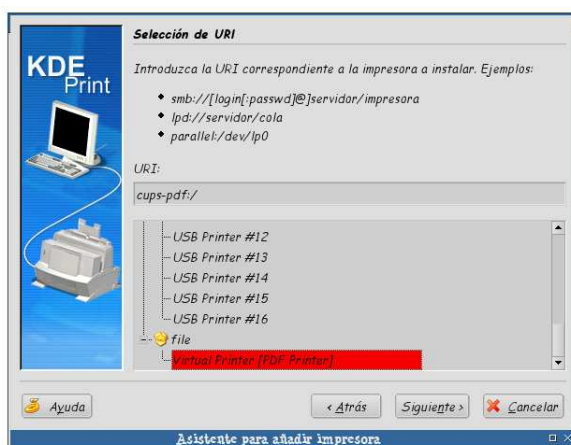 Selección de URI
KDE
Print
Introduzca la URI correspondiente a la impresora a instalar. Ejemplos:
smb://[login[:passwd]@]servidor/impresora
lpd://servidor/cola
parallel:/dev/lp0
URI:
cups-pdf:/
USB Printer #12
USB Printer #13
USB Printer #14
USB Printer #15
USB Printer #16
file
Virtual Printer [PDF Printer]
Ayuda
< Atrás
Siguiente >
Cancelar
Asistente para añadir impresora